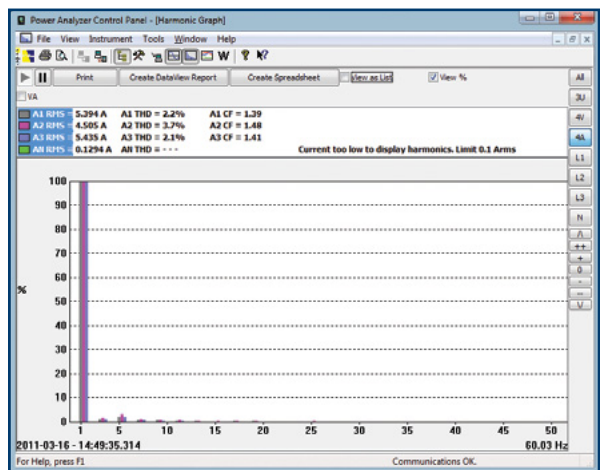 Power Analyzer Control Panel - [Harmonic Graph]
File View Instrument Tools Window Help
W ? 
Print Create DataView Report Create Spreadsheet View as List View % All
VA
3U
4V
4A
L1
L2
L3
N
/\
++
+
0
-
--
\/
A1 RMS = 5.394 A A1 THD = 2.2% A1 CF = 1.39
A2 RMS = 4.505 A A2 THD = 3.7% A2 CF = 1.48
A3 RMS = 5.435 A A3 THD = 2.1% A3 CF = 1.41
AN RMS = 0.1294 A AN THD = - - - Current too low to display harmonics. Limit 0.1 Arms
100
90
80
70
60
%
50
40
30
20
10
0
1 5 10 15 20 25 30 35 40 45 50
2011-03-16 - 14:49:35.314 60.03 Hz
For Help, press F1 Communications OK.